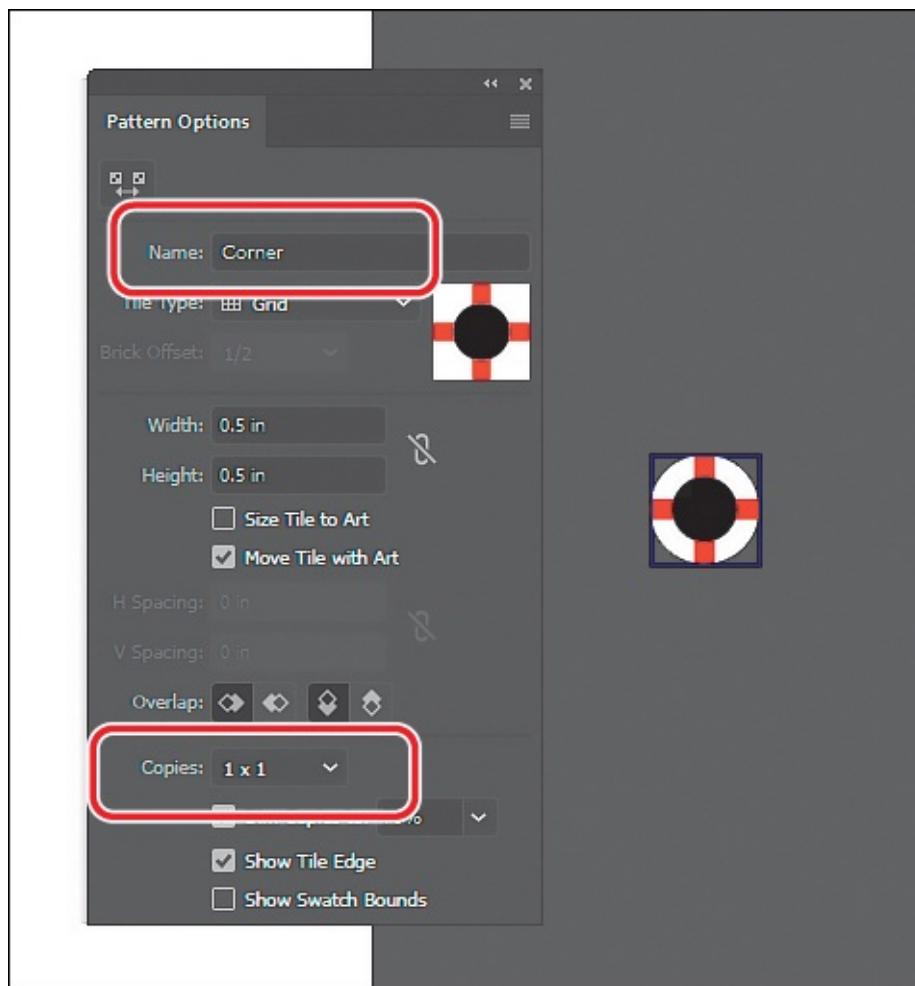 Pattern Options
Name: Corner
Tile Type: Grid
Brick Offset: 1/2
Width: 0.5 in
Height: 0.5 in
Size Tile to Art
Move Tile with Art
H Spacing: 0 in
V Spacing: 0 in
Overlap:
Copies: 1 x 1
Show Tile Edge
Show Swatch Bounds